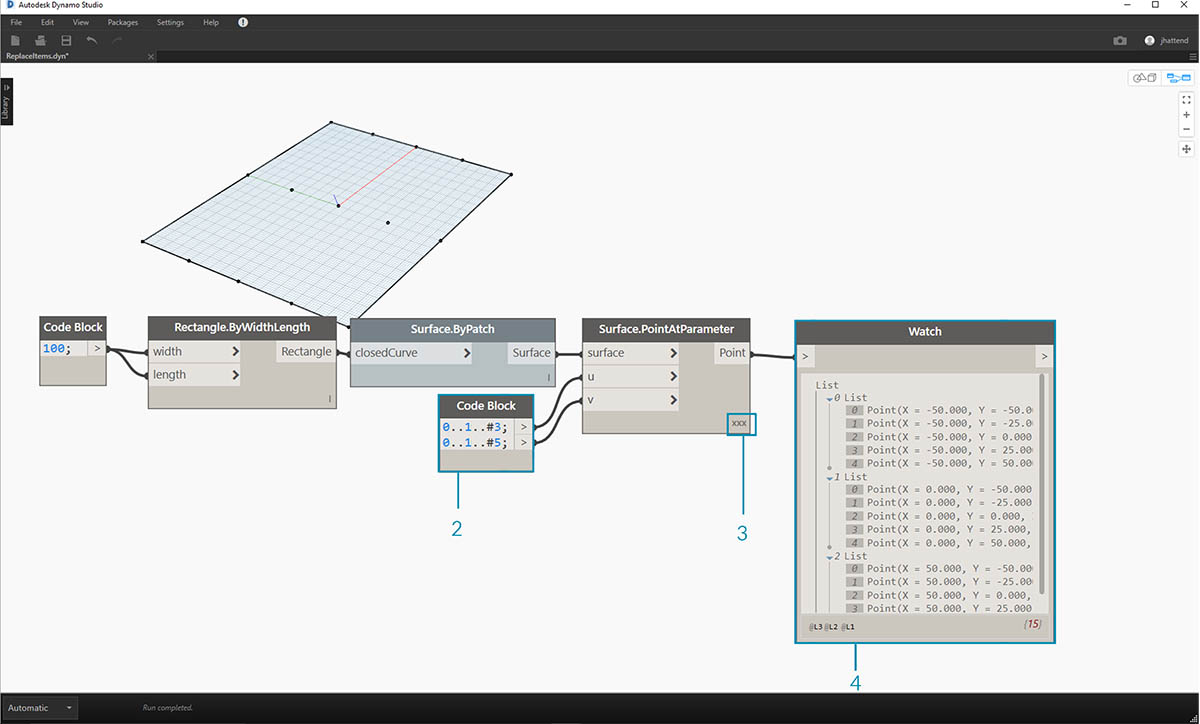 Autodesk Dynamo Studio
File Edit View Packages Settings Help
jhattend
ReplaceItems.dyn*
Library
Code Block
100; >
Rectangle.ByWidthLength
width > Rectangle
length >
Surface.ByPatch
closedCurve > Surface
Code Block
0..1..#3; >
0..1..#5; >
Surface.PointAtParameter
surface > Point
u >
v >
xxx
Watch
> >
List
0 List
0 Point(X = -50.000, Y = -50.0
1 Point(X = -50.000, Y = -25.0
2 Point(X = -50.000, Y = 0.000
3 Point(X = -50.000, Y = 25.00
4 Point(X = -50.000, Y = 50.00
1 List
0 Point(X = 0.000, Y = -50.000
1 Point(X = 0.000, Y = -25.000
2 Point(X = 0.000, Y = 0.000,
3 Point(X = 0.000, Y = 25.000,
4 Point(X = 0.000, Y = 50.000,
2 List
0 Point(X = 50.000, Y = -50.00
1 Point(X = 50.000, Y = -25.00
2 Point(X = 50.000, Y = 0.000,
3 Point(X = 50.000, Y = 25.000
@L3 @L2 @L1 {15}
2
3
4
Automatic
Run completed.